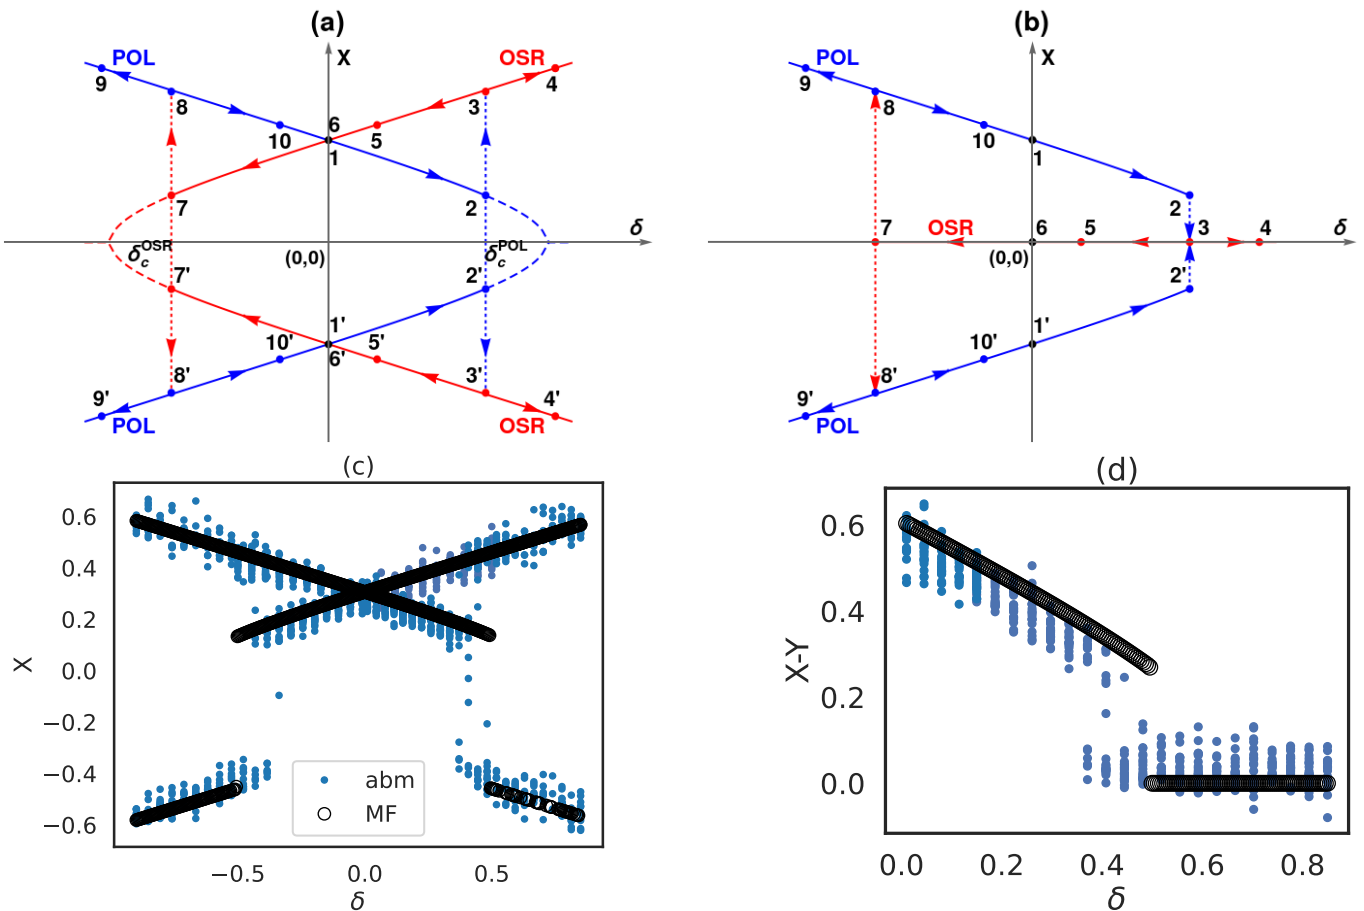 (a)
(b)
POL
X
OSR
9
8
3
4
10
6
5
1
7
2
δ
δ_c^OSR
(0,0)
δ_c^POL
7'
2'
1'
10'
6'
5'
9'
8'
3'
4'
POL
OSR
POL
X
9
8
10
1
2
7
OSR
6
5
3
4
δ
(0,0)
2'
1'
10'
8'
9'
POL
(c)
X
0.6
0.4
0.2
0.0
−0.2
−0.4
−0.6
abm
MF
−0.5
0.0
0.5
δ
(d)
X-Y
0.6
0.4
0.2
0.0
0.0
0.2
0.4
0.6
0.8
δ